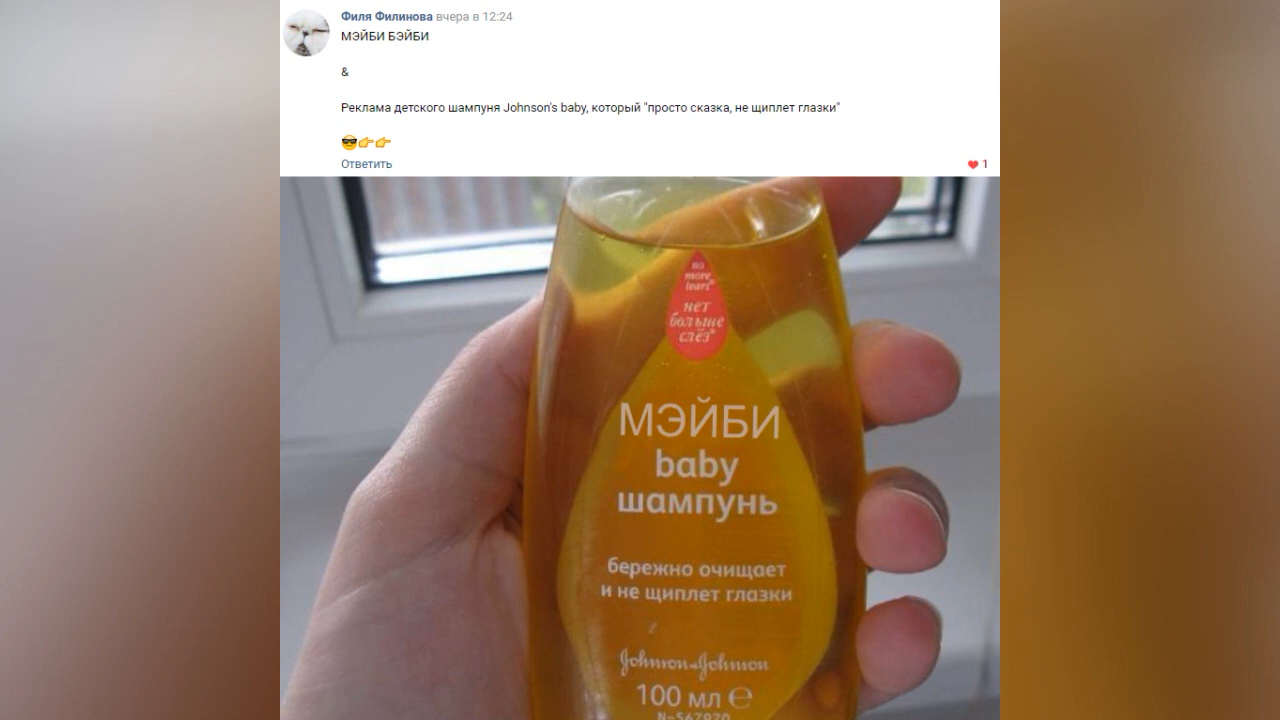 Филя Филинова вчера в 12:24
МЭЙБИ БЭЙБИ
&
Реклама детского шампуня Johnson's baby, который "просто сказка, не щиплет глазки"
Ответить
1
no
more
tears®
нет
больше
слёз®
МЭЙБИ
baby
шампунь
бережно очищает
и не щиплет глазки
Johnson & Johnson
100 мл ℮